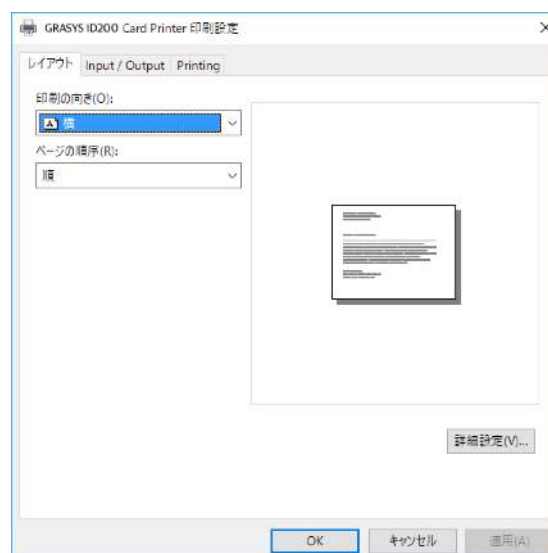 GRASYS ID200 Card Printer 印刷設定
レイアウト Input / Output Printing
印刷の向き(O):
A 横
ページの順序(R):
順
詳細設定(V)...
OK キャンセル 適用(A)